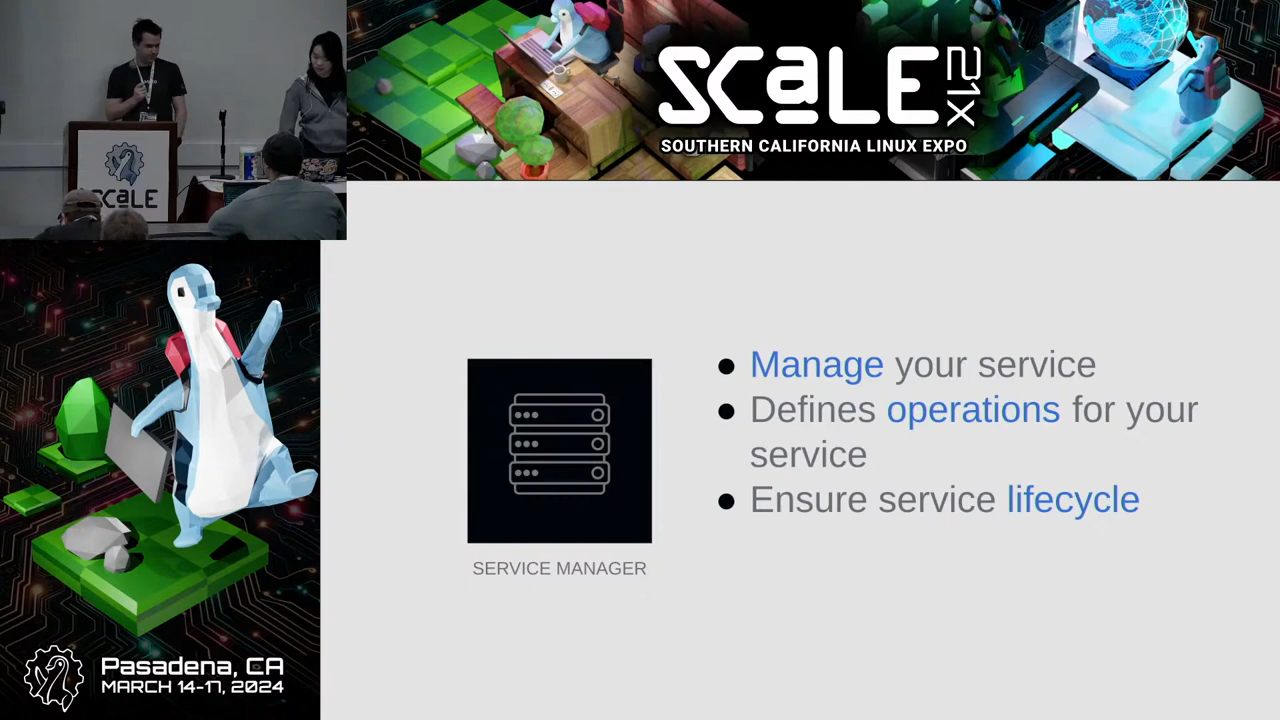 SCaLE 21X
SOUTHERN CALIFORNIA LINUX EXPO
SCaLE
● Manage your service
● Defines operations for your
service
● Ensure service lifecycle
SERVICE MANAGER
Pasadena, CA
MARCH 14-17, 2024